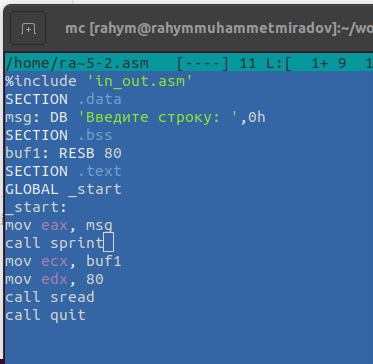 mc [rahym@rahymmuhammetmiradov]:~/wo
/home/ra~5-2.asm [----] 11 L:[ 1+ 9 1
%include 'in_out.asm'
SECTION .data
msg: DB 'Введите строку: ',0h
SECTION .bss
buf1: RESB 80
SECTION .text
GLOBAL _start
_start:
mov eax, msg
call sprint
mov ecx, buf1
mov edx, 80
call sread
call quit